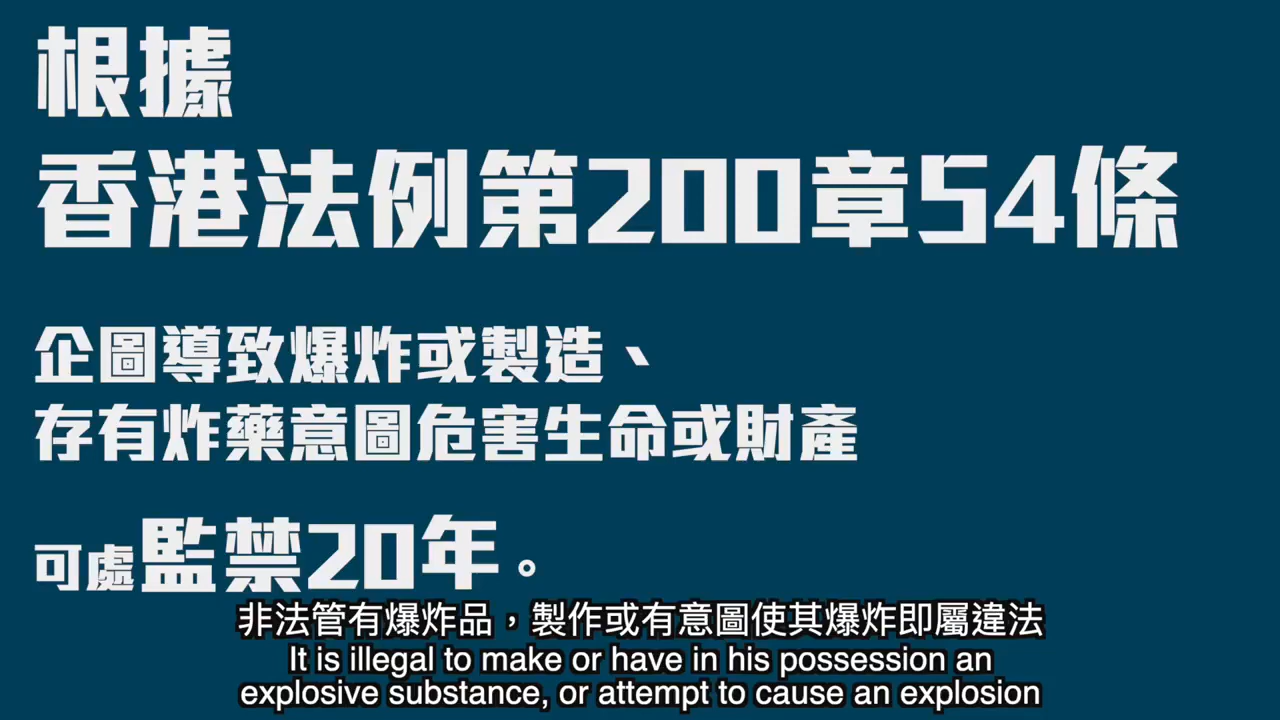 根據
香港法例第200章54條
企圖導致爆炸或製造、
存有炸藥意圖危害生命或財產
可處監禁20年。
非法管有爆炸品，製作或有意圖使其爆炸即屬違法
It is illegal to make or have in his possession an
explosive substance, or attempt to cause an explosion